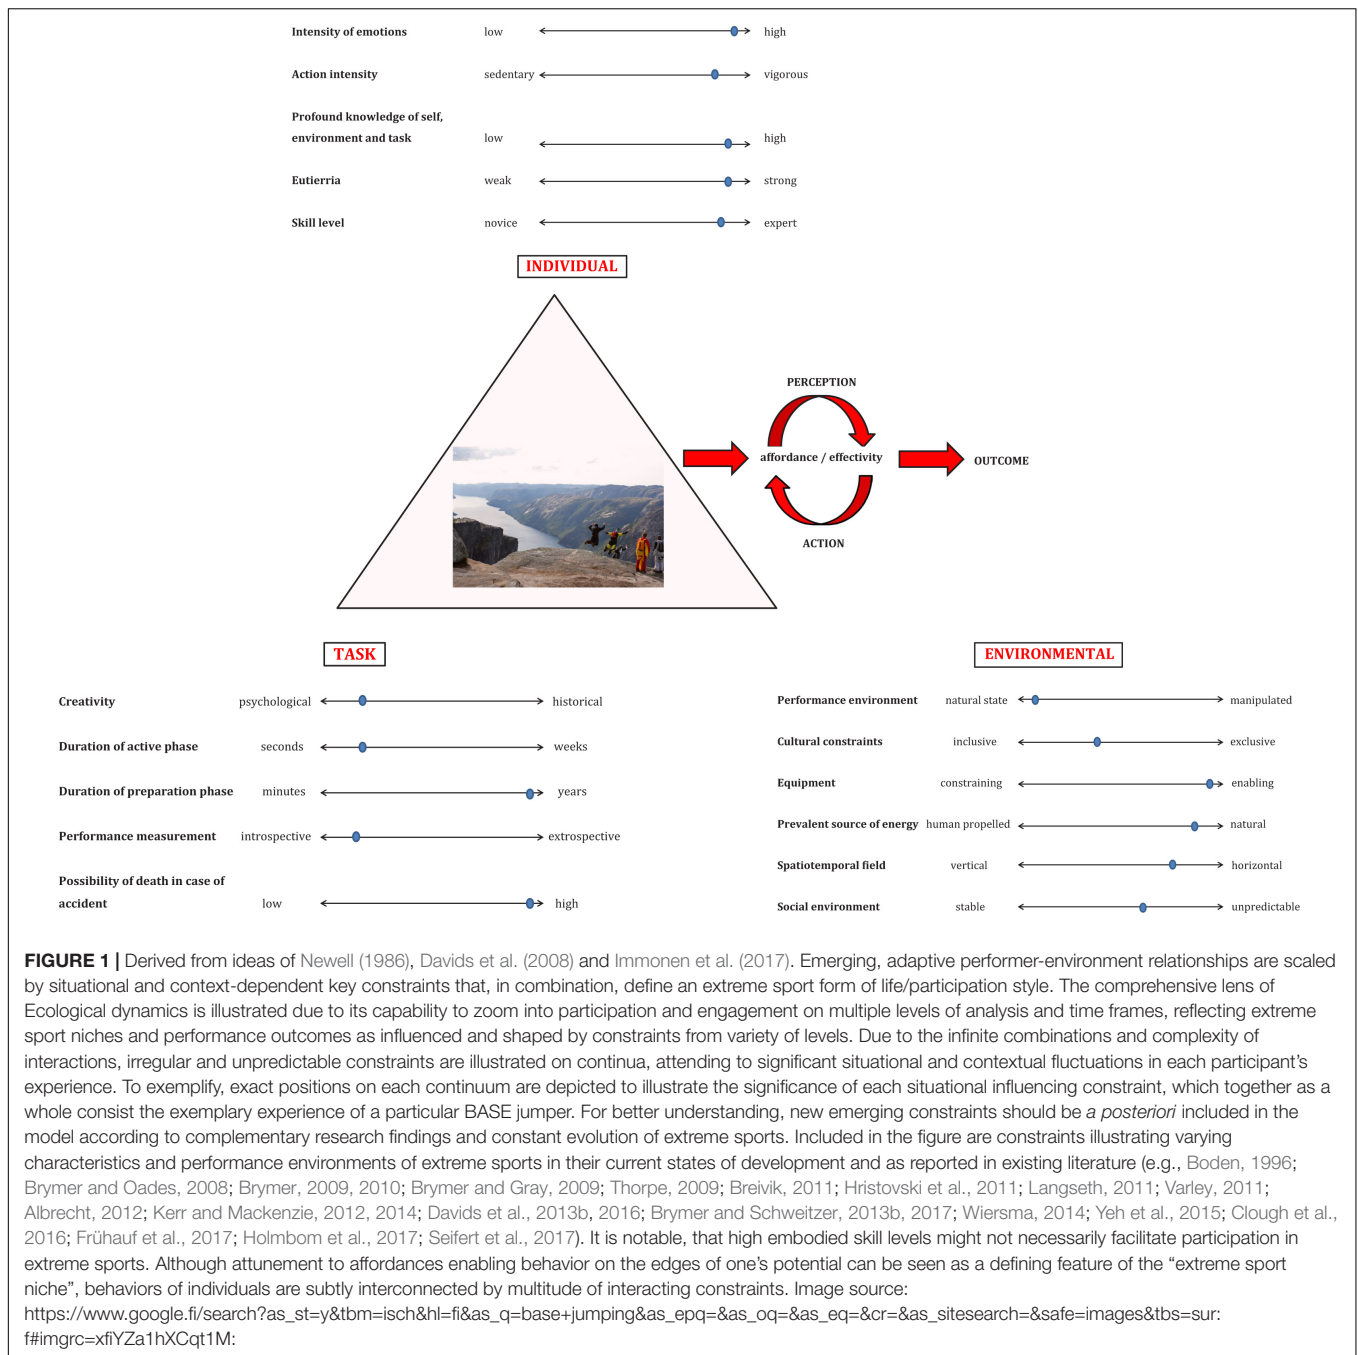 Intensity of emotions low high
Action intensity sedentary vigorous
Profound knowledge of self,
environment and task low high
Eutierria weak strong
Skill level novice expert
INDIVIDUAL
PERCEPTION
affordance / effectivity
OUTCOME
ACTION
TASK
Creativity psychological historical
Duration of active phase seconds weeks
Duration of preparation phase minutes years
Performance measurement introspective extrospective
Possibility of death in case of
accident low high
ENVIRONMENTAL
Performance environment natural state manipulated
Cultural constraints inclusive exclusive
Equipment constraining enabling
Prevalent source of energy human propelled natural
Spatiotemporal field vertical horizontal
Social environment stable unpredictable
FIGURE 1 | Derived from ideas of Newell (1986), Davids et al. (2008) and Immonen et al. (2017). Emerging, adaptive performer-environment relationships are scaled
by situational and context-dependent key constraints that, in combination, define an extreme sport form of life/participation style. The comprehensive lens of
Ecological dynamics is illustrated due to its capability to zoom into participation and engagement on multiple levels of analysis and time frames, reflecting extreme
sport niches and performance outcomes as influenced and shaped by constraints from variety of levels. Due to the infinite combinations and complexity of
interactions, irregular and unpredictable constraints are illustrated on continua, attending to significant situational and contextual fluctuations in each participant's
experience. To exemplify, exact positions on each continuum are depicted to illustrate the significance of each situational influencing constraint, which together as a
whole consist the exemplary experience of a particular BASE jumper. For better understanding, new emerging constraints should be a posteriori included in the
model according to complementary research findings and constant evolution of extreme sports. Included in the figure are constraints illustrating varying
characteristics and performance environments of extreme sports in their current states of development and as reported in existing literature (e.g., Boden, 1996;
Brymer and Oades, 2008; Brymer, 2009, 2010; Brymer and Gray, 2009; Thorpe, 2009; Breivik, 2011; Hristovski et al., 2011; Langseth, 2011; Varley, 2011;
Albrecht, 2012; Kerr and Mackenzie, 2012, 2014; Davids et al., 2013b, 2016; Brymer and Schweitzer, 2013b, 2017; Wiersma, 2014; Yeh et al., 2015; Clough et al.,
2016; Frühauf et al., 2017; Holmbom et al., 2017; Seifert et al., 2017). It is notable, that high embodied skill levels might not necessarily facilitate participation in
extreme sports. Although attunement to affordances enabling behavior on the edges of one's potential can be seen as a defining feature of the "extreme sport
niche", behaviors of individuals are subtly interconnected by multitude of interacting constraints. Image source:
https://www.google.fi/search?as_st=y&tbm=isch&hl=fi&as_q=base+jumping&as_epq=&as_oq=&as_eq=&cr=&as_sitesearch=&safe=images&tbs=sur:
f#imgrc=xfiYZa1hXCqt1M: